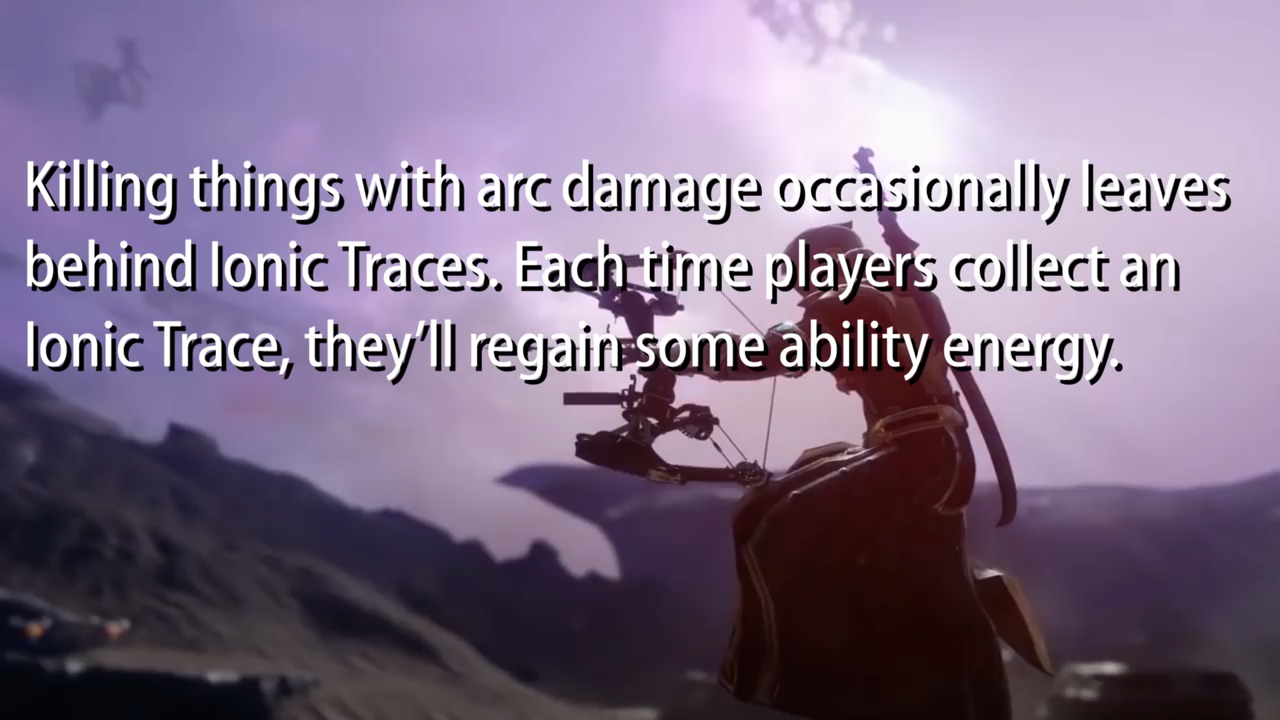 Killing things with arc damage occasionally leaves
behind Ionic Traces. Each time players collect an
Ionic Trace, they’ll regain some ability energy.